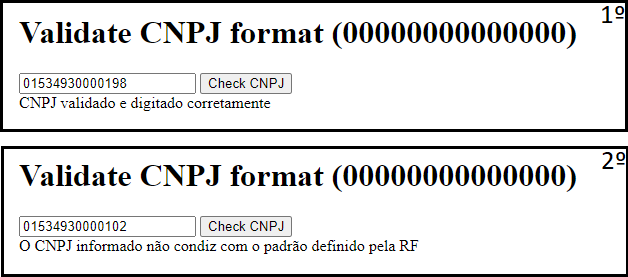 1º
Validate CNPJ format (00000000000000)
01534930000198 Check CNPJ
CNPJ validado e digitado corretamente
2º
Validate CNPJ format (00000000000000)
01534930000102 Check CNPJ
O CNPJ informado não condiz com o padrão definido pela RF